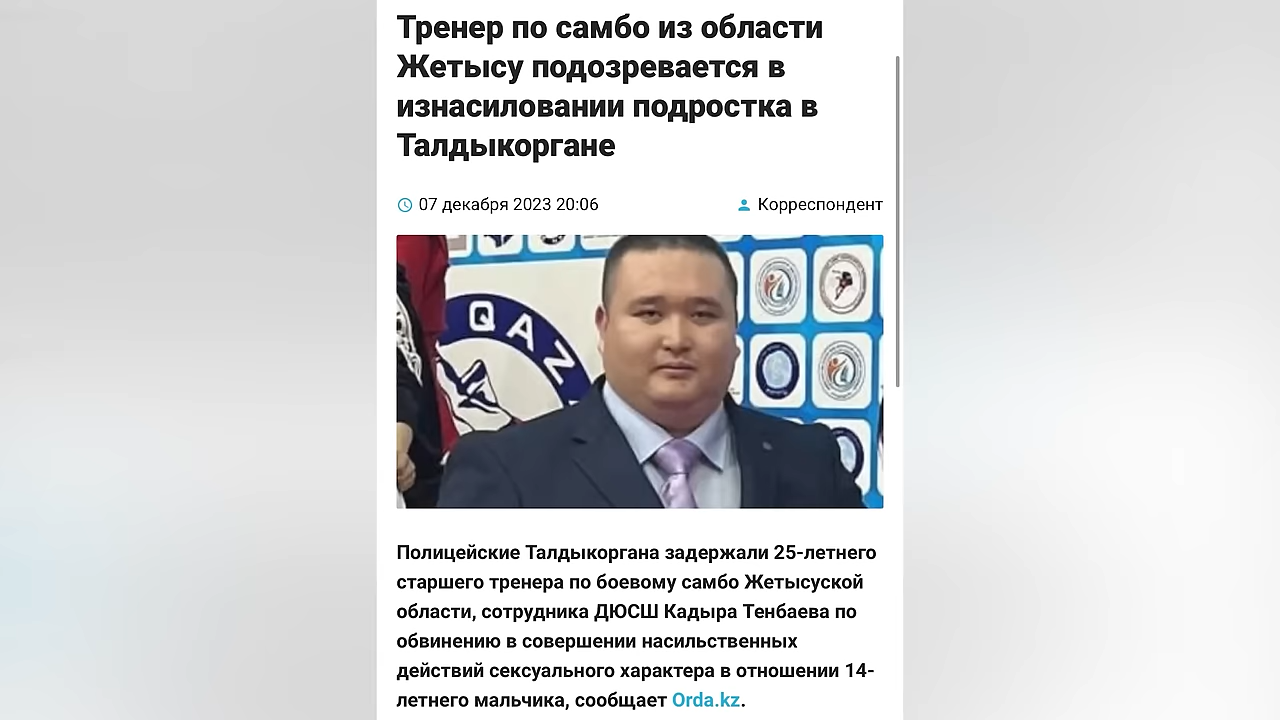 Тренер по самбо из области
Жетысу подозревается в
изнасиловании подростка в
Талдыкоргане
07 декабря 2023 20:06
Корреспондент
QAZ
Полицейские Талдыкоргана задержали 25-летнего
старшего тренера по боевому самбо Жетысуской
области, сотрудника ДЮСШ Кадыра Тенбаева по
обвинению в совершении насильственных
действий сексуального характера в отношении 14-
летнего мальчика, сообщает Orda.kz.